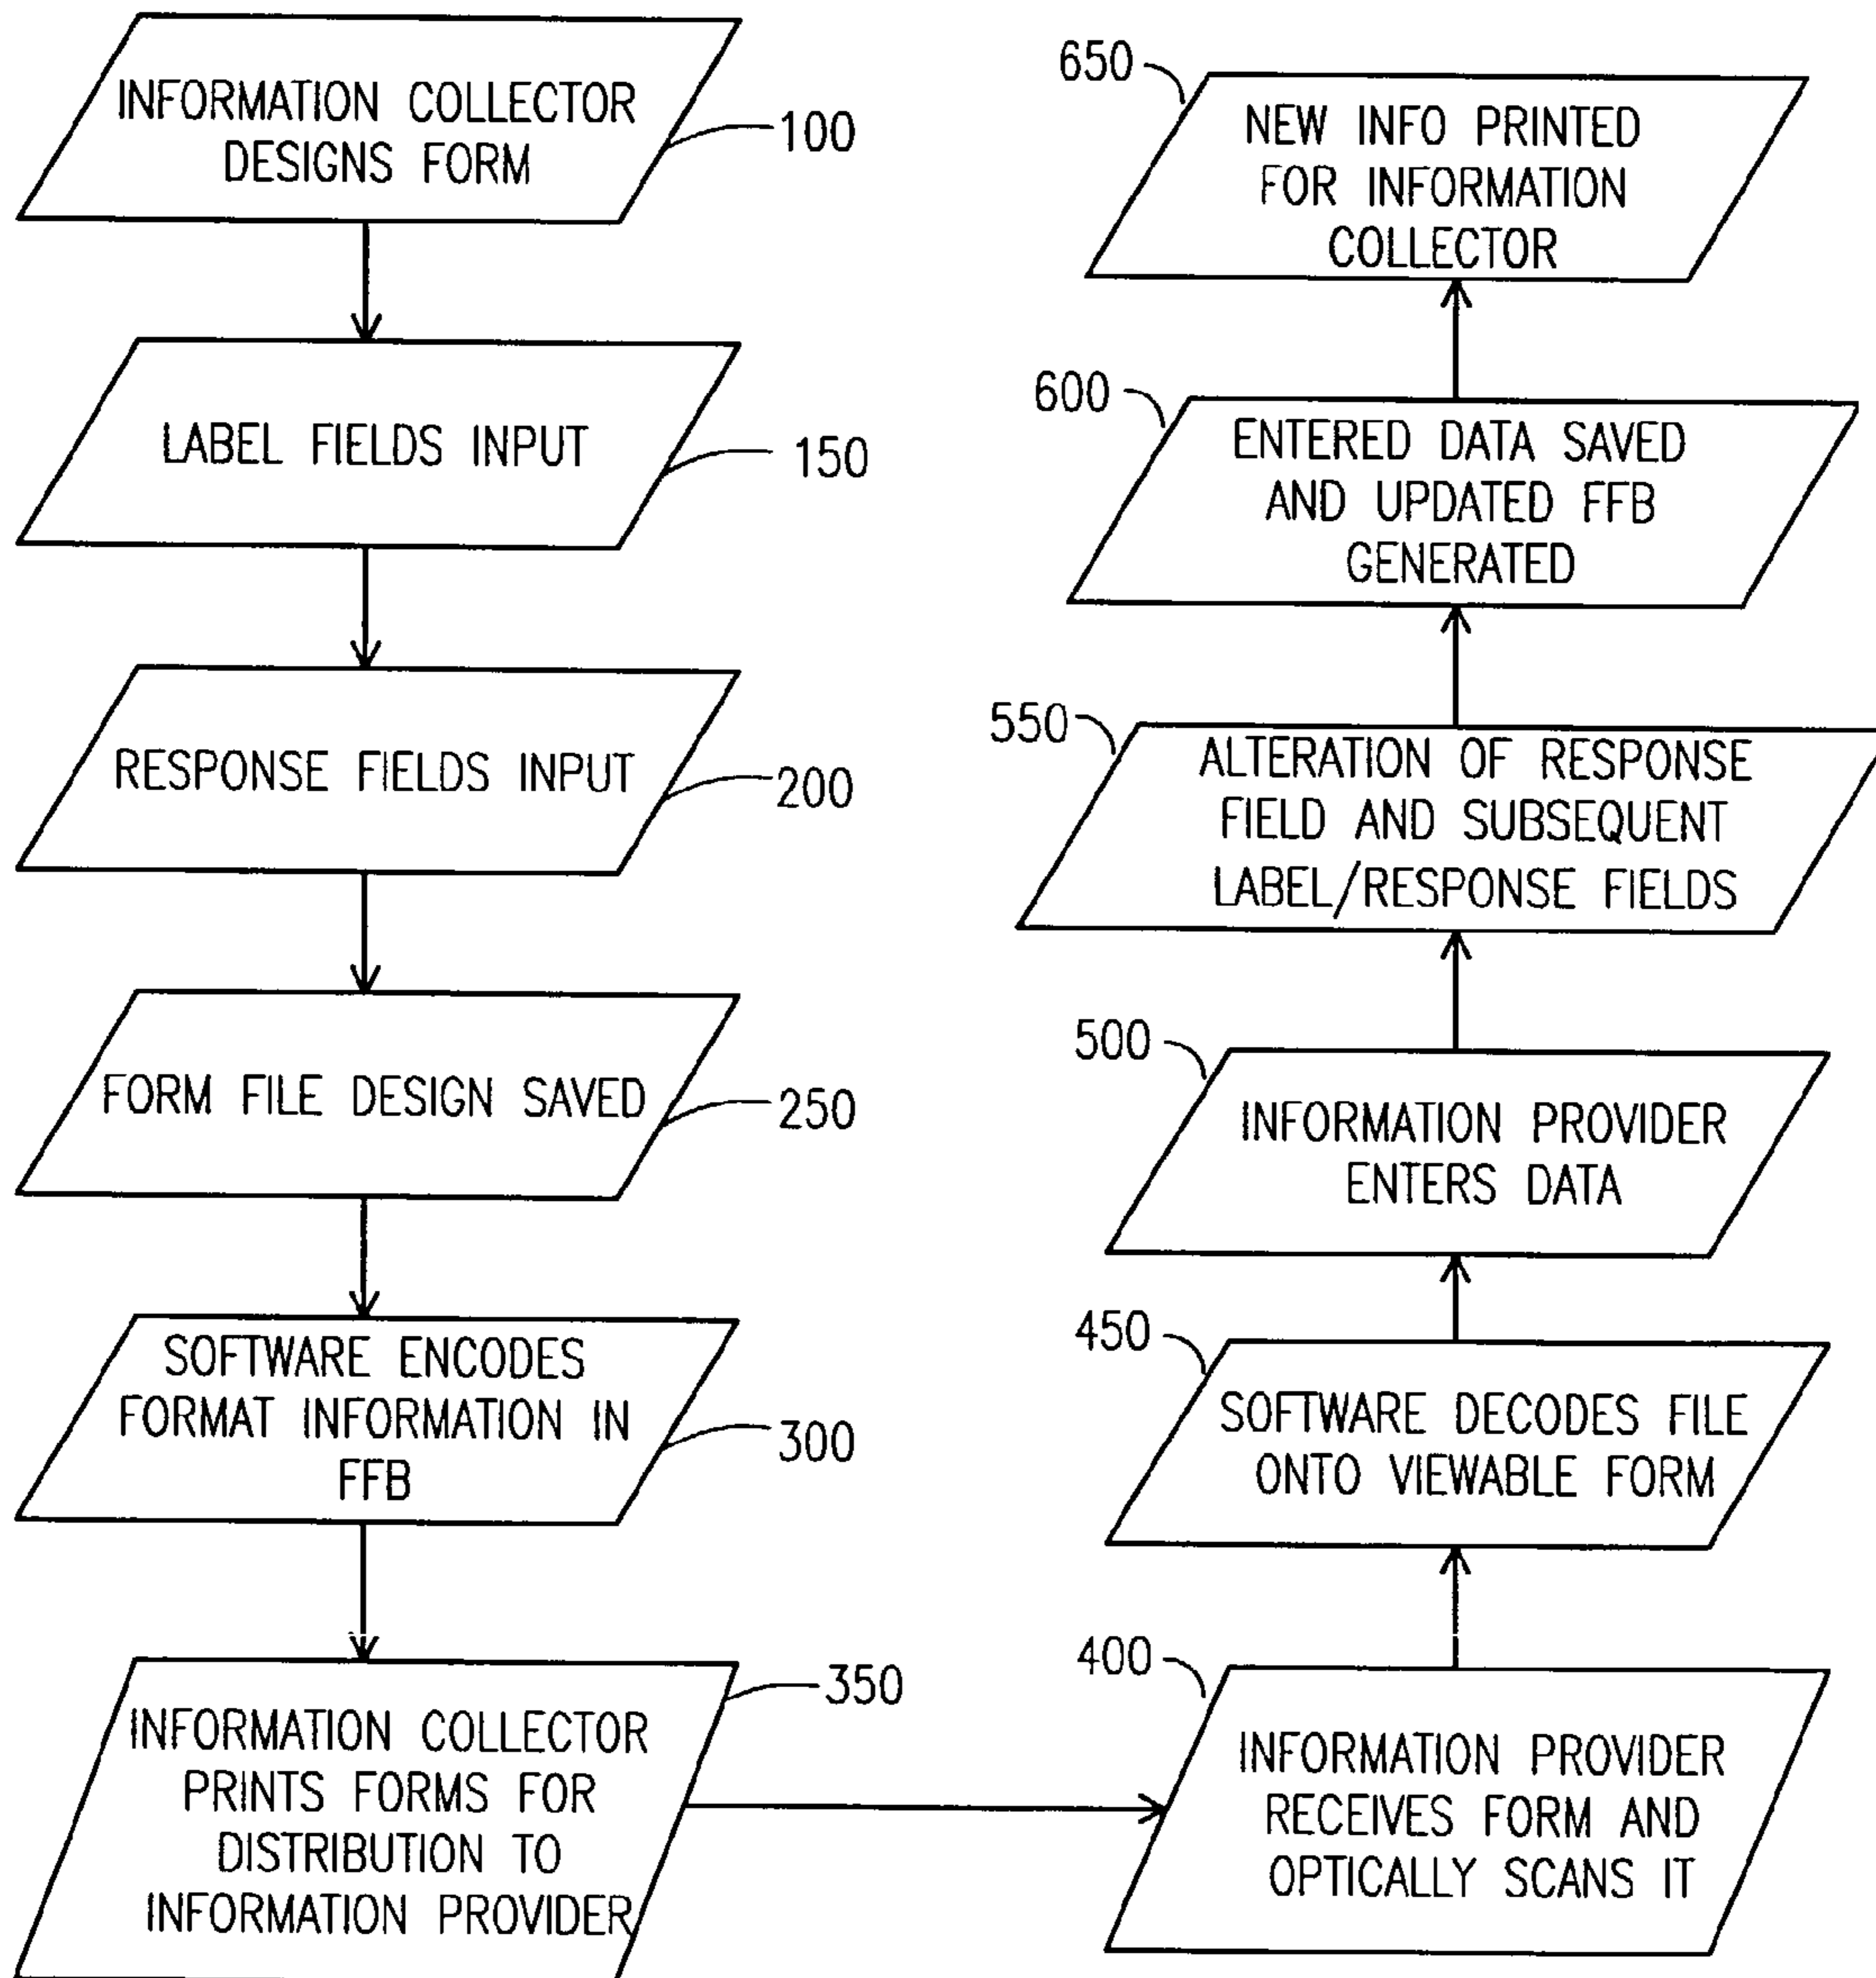 INFORMATION COLLECTOR
DESIGNS FORM
100
LABEL FIELDS INPUT
150
RESPONSE FIELDS INPUT
200
FORM FILE DESIGN SAVED
250
SOFTWARE ENCODES
FORMAT INFORMATION IN
FFB
300
INFORMATION COLLECTOR
PRINTS FORMS FOR
DISTRIBUTION TO
INFORMATION PROVIDER
350
400
INFORMATION PROVIDER
RECEIVES FORM AND
OPTICALLY SCANS IT
450
SOFTWARE DECODES FILE
ONTO VIEWABLE FORM
500
INFORMATION PROVIDER
ENTERS DATA
550
ALTERATION OF RESPONSE
FIELD AND SUBSEQUENT
LABEL/RESPONSE FIELDS
600
ENTERED DATA SAVED
AND UPDATED FFB
GENERATED
650
NEW INFO PRINTED
FOR INFORMATION
COLLECTOR